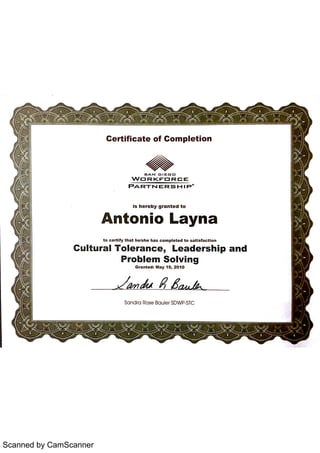 Certificate of Completion
SAN DIEGO
WORKFORCE
PARTNERSHIP
is hereby granted to
Antonio Layna
to certify that he/she has completed to satisfaction
Cultural Tolerance, Leadership and
Problem Solving
Granted: May 19, 2010
Sandra R Bauler
Sandra Rose Bauler SDWP-STC
Scanned by CamScanner